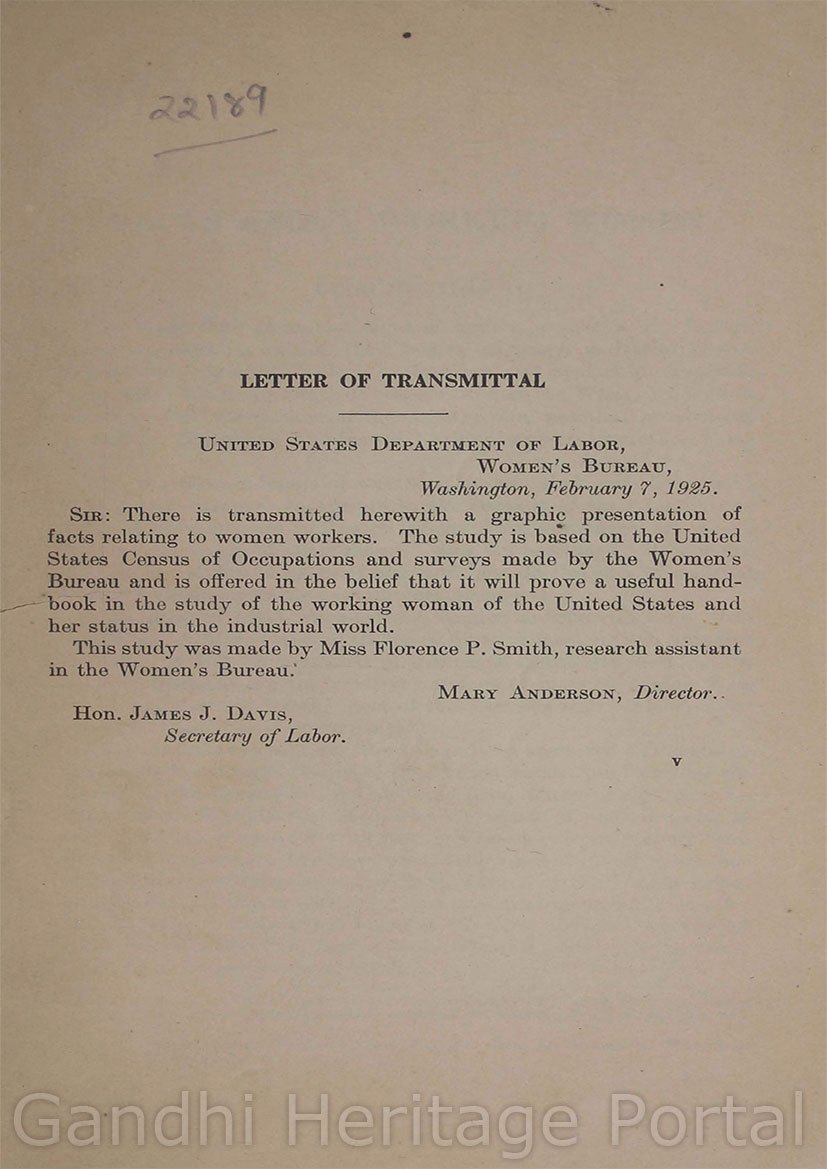 22189
LETTER OF TRANSMITTAL
UNITED STATES DEPARTMENT OF LABOR,
WOMEN'S BUREAU,
Washington, February 7, 1925.
SIR: There is transmitted herewith a graphic presentation of
facts relating to women workers. The study is based on the United
States Census of Occupations and surveys made by the Women's
Bureau and is offered in the belief that it will prove a useful hand-
book in the study of the working woman of the United States and
her status in the industrial world.
This study was made by Miss Florence P. Smith, research assistant
in the Women's Bureau.
MARY ANDERSON, Director.
Hon. JAMES J. DAVIS,
Secretary of Labor.
v
Gandhi Heritage Portal